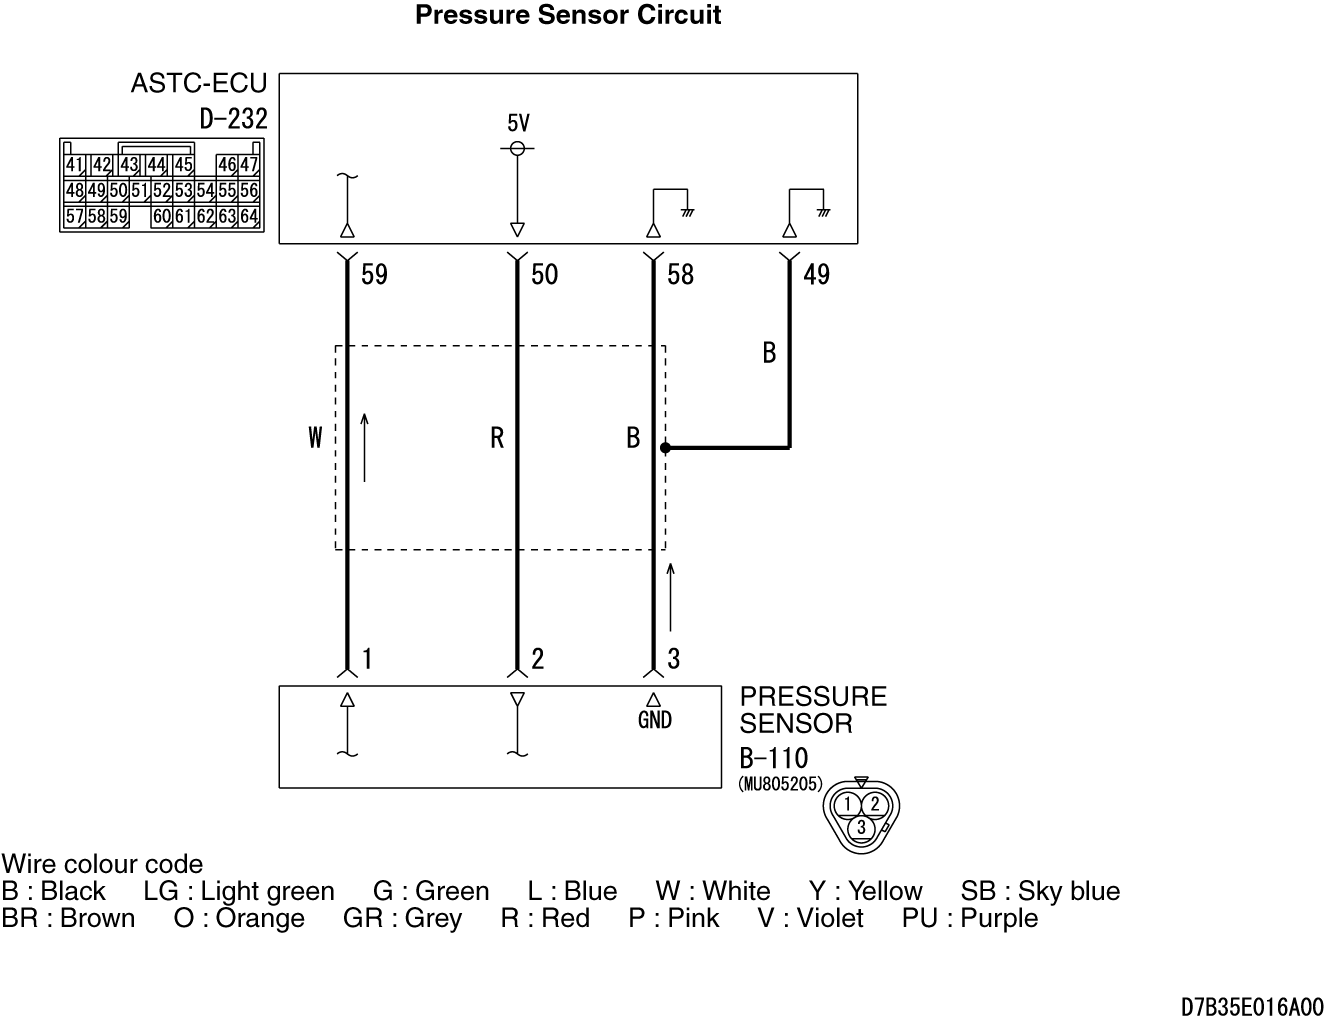 Pressure Sensor Circuit
ASTC-ECU
D-232
41 42 43 44 45 46 47
48 49 50 51 52 53 54 55 56
57 58 59 60 61 62 63 64
5V
59 50 58 49
B
W R B
1 2 3
GND
PRESSURE
SENSOR
B-110
(MU805205)
1 2
3
Wire colour code
B : Black LG : Light green G : Green L : Blue W : White Y : Yellow SB : Sky blue
BR : Brown O : Orange GR : Grey R : Red P : Pink V : Violet PU : Purple
D7B35E016A00